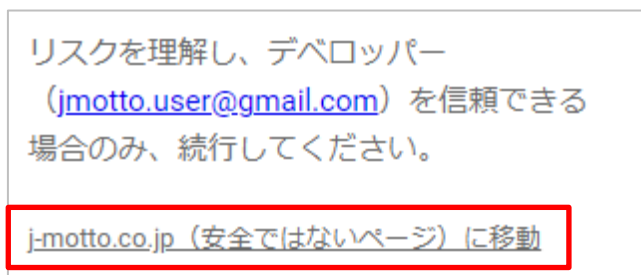 リスクを理解し、デベロッパー
（jmotto.user@gmail.com）を信頼できる
場合のみ、続行してください。
j-motto.co.jp（安全ではないページ）に移動